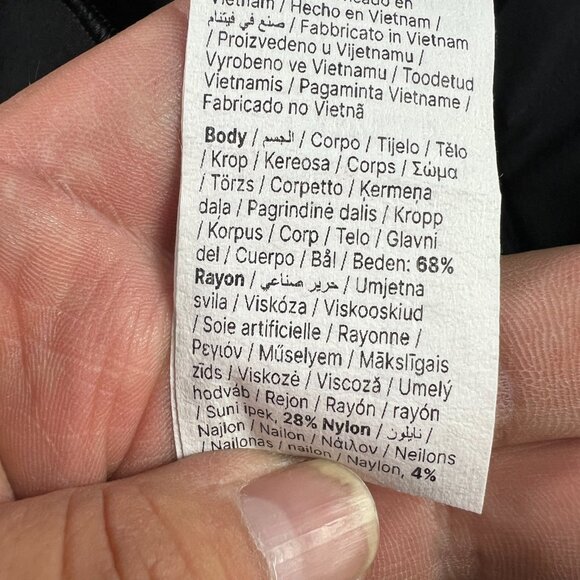 Vietnam / Hecho en Vietnam /
صنع في فيتنام / Fabbricato in Vietnam
/ Proizvedeno u Vijetnamu /
Vyrobeno ve Vietnamu / Toodetud
Vietnamis / Pagaminta Vietname /
Fabricado no Vietnã
Body / الجسم / Corpo / Tijelo / Tělo
/ Krop / Kereosa / Corps / Σώμα
/ Törzs / Corpetto / Ķermeņa
daļa / Pagrindinė dalis / Kropp
/ Korpus / Corp / Telo / Glavni
del / Cuerpo / Bål / Beden: 68%
Rayon / حرير صناعي / Umjetna
svila / Viskóza / Viskooskiud
/ Soie artificielle / Rayonne /
Ρεγιόν / Műselyem / Mākslīgais
zīds / Viskozė / Viscoză / Umelý
hodváb / Rejon / Rayón / rayón
/ Suni ipek, 28% Nylon / نايلون /
Najlon / Nailon / Νάιλον / Neilons
/ Nailonas / nailon / Naylon, 4%